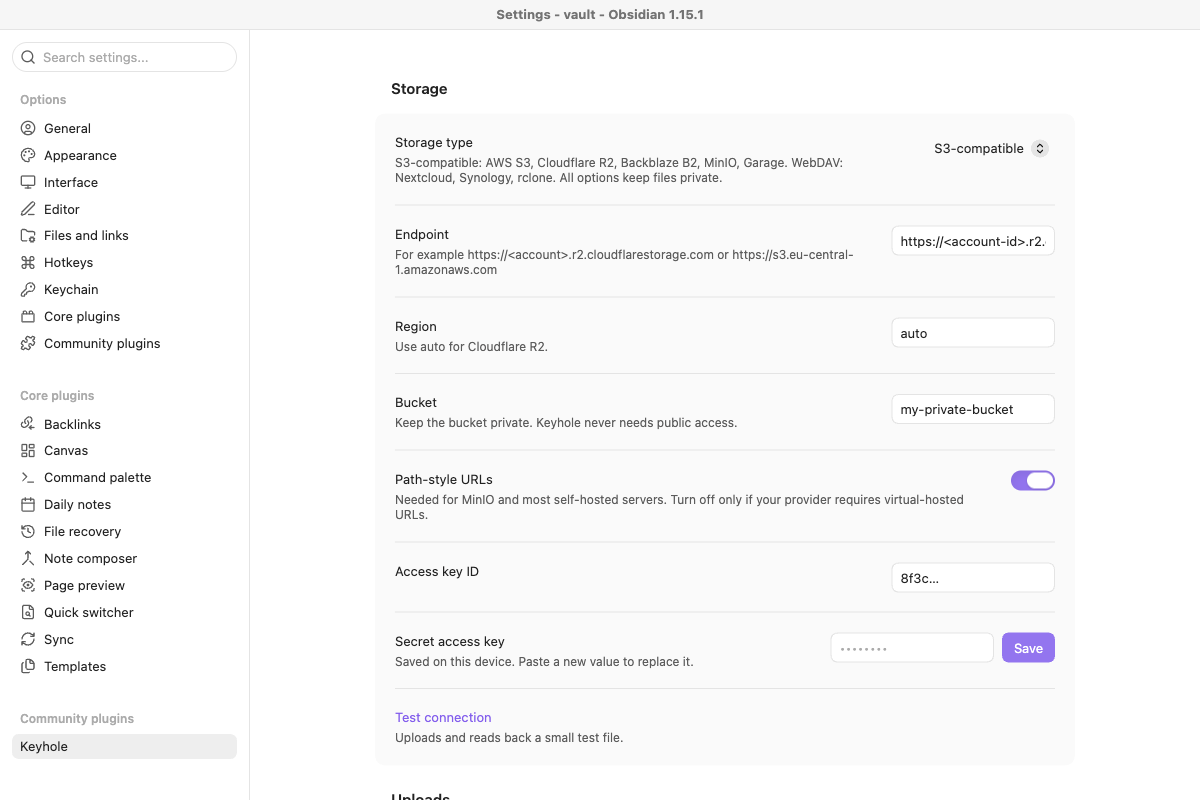 Settings - vault - Obsidian 1.15.1
Search settings...
Options
General
Appearance
Interface
Editor
Files and links
Hotkeys
Keychain
Core plugins
Community plugins
Core plugins
Backlinks
Canvas
Command palette
Daily notes
File recovery
Note composer
Page preview
Quick switcher
Sync
Templates
Community plugins
Keyhole
Storage
Storage type
S3-compatible: AWS S3, Cloudflare R2, Backblaze B2, MinIO, Garage. WebDAV:
Nextcloud, Synology, rclone. All options keep files private.
S3-compatible
Endpoint
For example https://<account>.r2.cloudflarestorage.com or https://s3.eu-central-
1.amazonaws.com
https://<account-id>.r2.
Region
Use auto for Cloudflare R2.
auto
Bucket
Keep the bucket private. Keyhole never needs public access.
my-private-bucket
Path-style URLs
Needed for MinIO and most self-hosted servers. Turn off only if your provider requires virtual-hosted
URLs.
Access key ID
8f3c...
Secret access key
Saved on this device. Paste a new value to replace it.
••••••••
Save
Test connection
Uploads and reads back a small test file.
Uploads